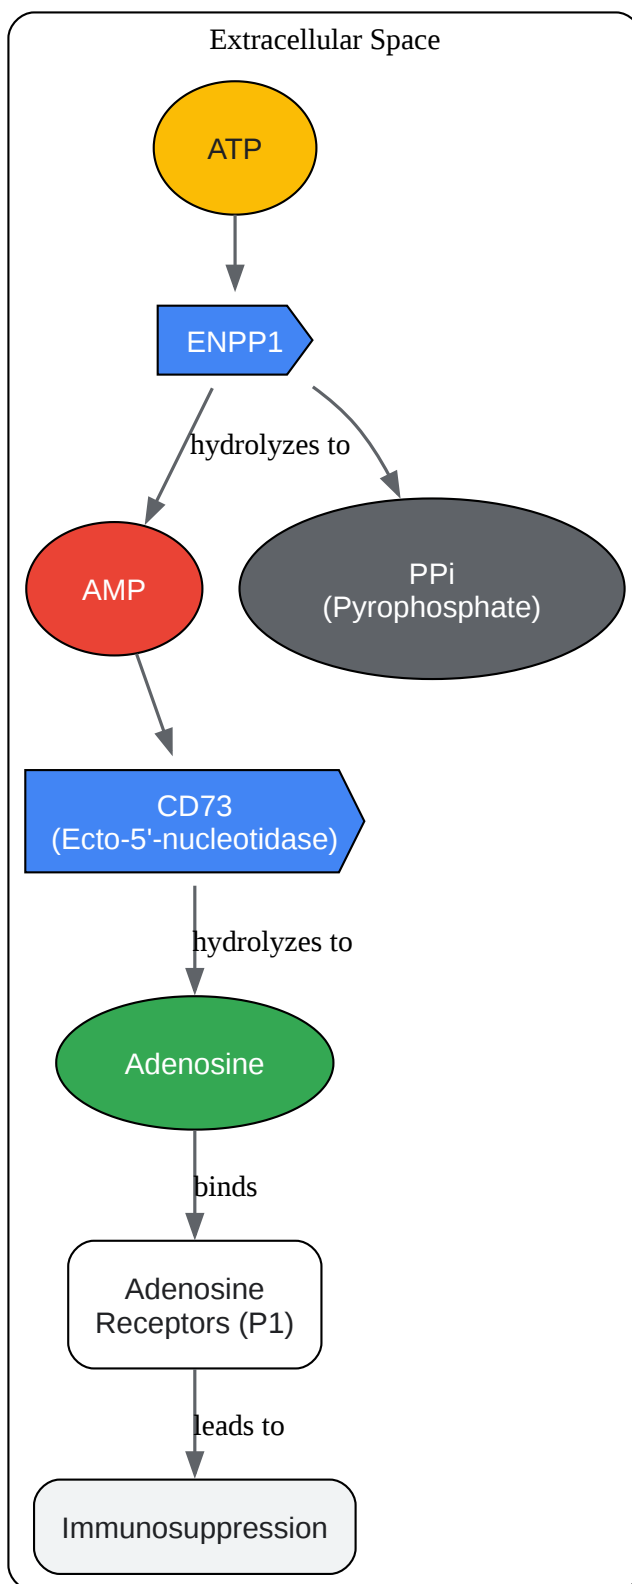 Extracellular Space
ATP
ENPP1
hydrolyzes to
AMP
PPi
(Pyrophosphate)
CD73
(Ecto-5'-nucleotidase)
hydrolyzes to
Adenosine
binds
Adenosine
Receptors (P1)
leads to
Immunosuppression